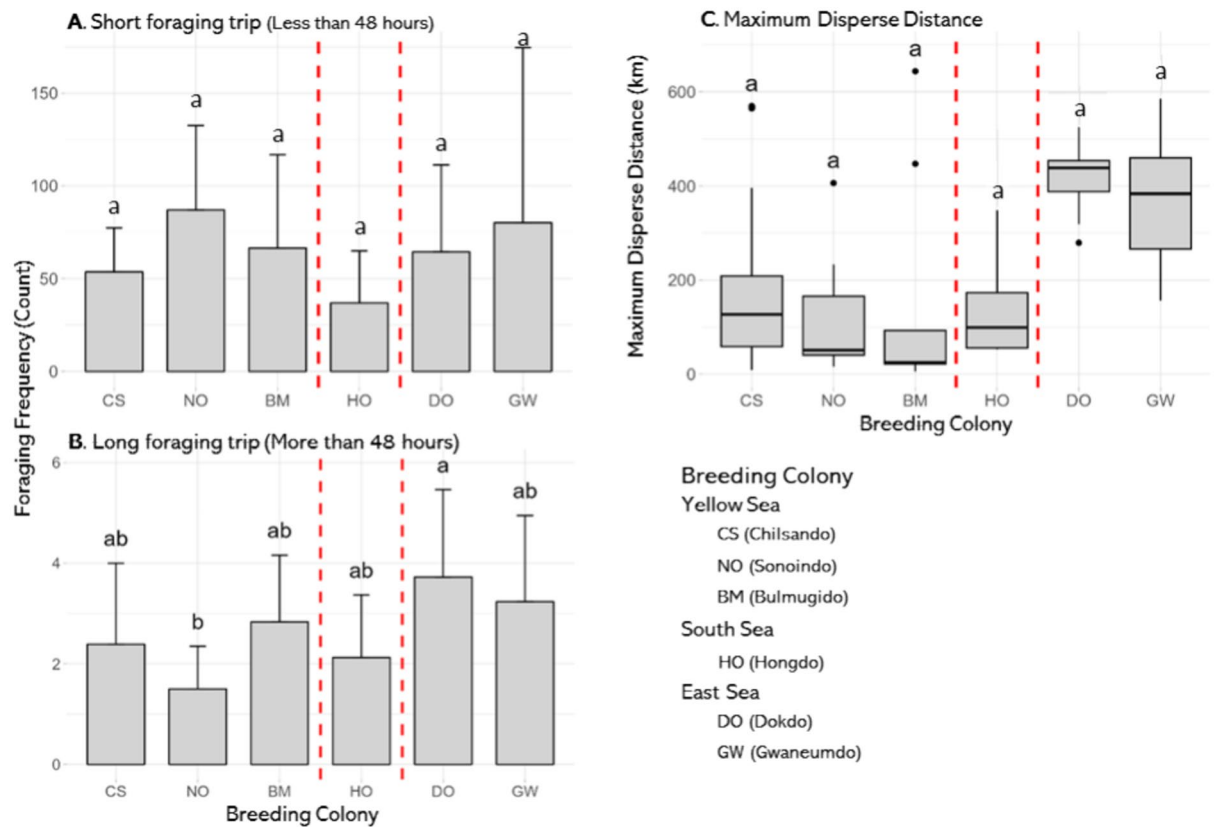 A. Short foraging trip (Less than 48 hours)
Foraging Frequency (Count)
150
100
50
0
a
a
a
a
a
a
CS NO BM HO DO GW
B. Long foraging trip (More than 48 hours)
6
4
2
0
ab
b
ab
ab
a
ab
CS NO BM HO DO GW
Breeding Colony
C. Maximum Disperse Distance
Maximum Disperse Distance (km)
600
400
200
0
a
a
a
a
a
a
CS NO BM HO DO GW
Breeding Colony
Breeding Colony
Yellow Sea
CS (Chilsando)
NO (Sonoindo)
BM (Bulmugido)
South Sea
HO (Hongdo)
East Sea
DO (Dokdo)
GW (Gwaneumdo)